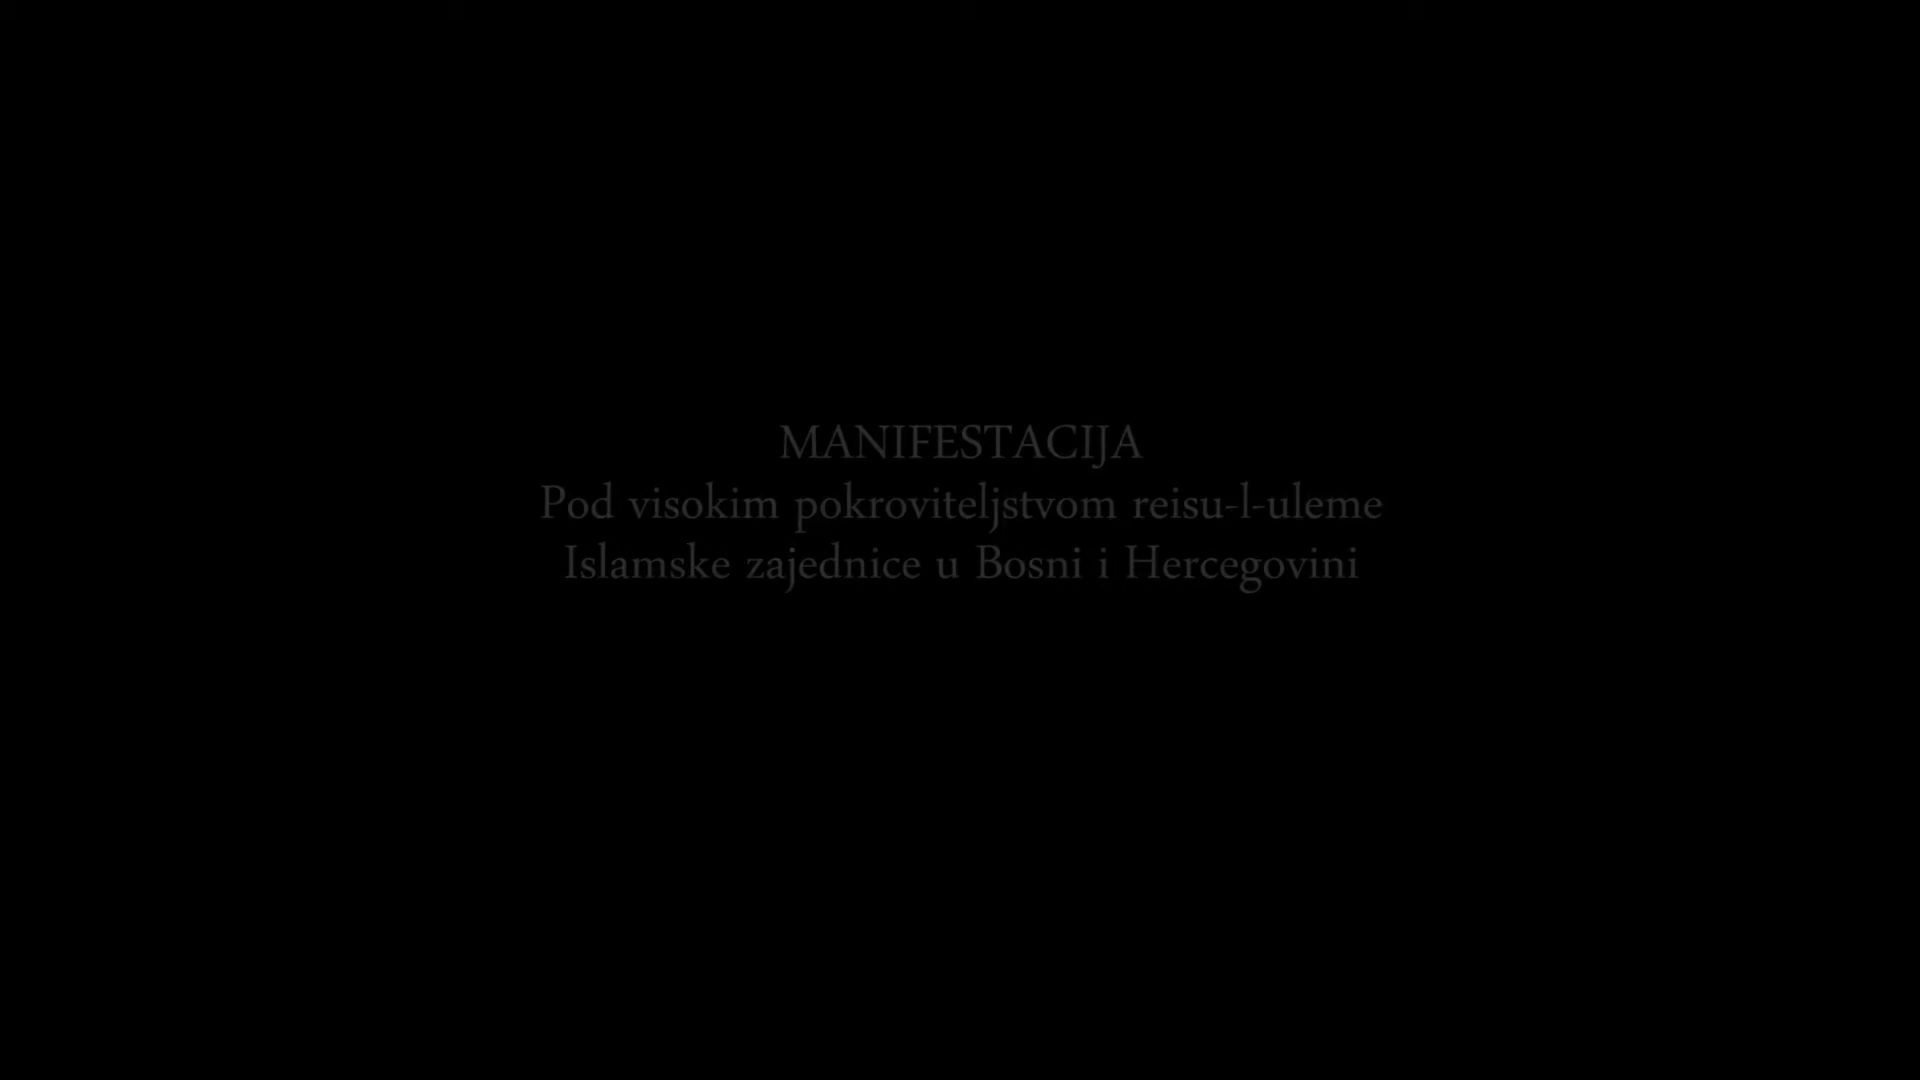 MANIFESTACIJA
Pod visokim pokroviteljstvom reisu-l-uleme
Islamske zajednice u Bosni i Hercegovini